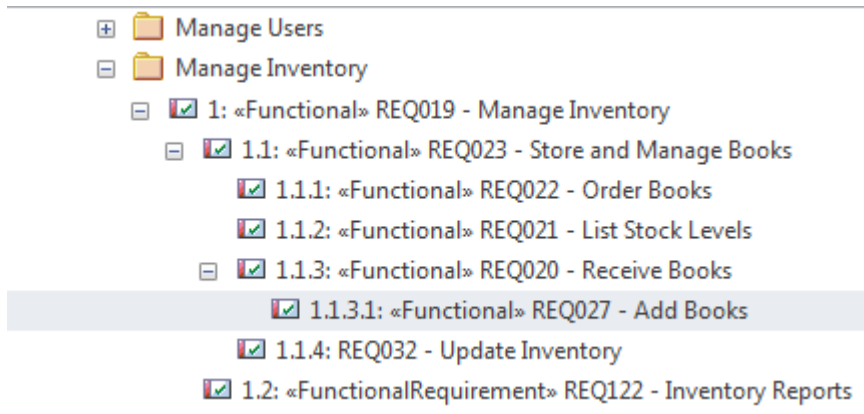 Manage Users
Manage Inventory
1: «Functional» REQ019 - Manage Inventory
1.1: «Functional» REQ023 - Store and Manage Books
1.1.1: «Functional» REQ022 - Order Books
1.1.2: «Functional» REQ021 - List Stock Levels
1.1.3: «Functional» REQ020 - Receive Books
1.1.3.1: «Functional» REQ027 - Add Books
1.1.4: REQ032 - Update Inventory
1.2: «FunctionalRequirement» REQ122 - Inventory Reports